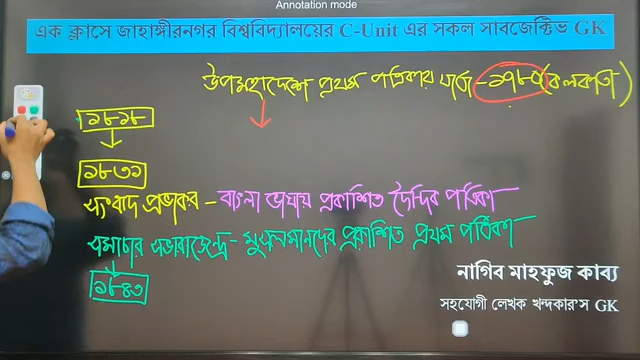 Annotation mode
এক ক্লাসে জাহাঙ্গীরনগর বিশ্ববিদ্যালয়ের C-Unit এর সকল সাবজেক্টিভ GK
উপমহাদেশে প্রথম পত্রিকার যাত্রা - ১৭৮০ (কলকাতা)
১৮১৮
১৮৩১
সংবাদ প্রভাকর - বাংলা ভাষায় প্রকাশিত দৈনিক পত্রিকা
সমাচার সভারাজেন্দ্র - মুসলমানদের প্রকাশিত প্রথম পত্রিকা
নাগিব মাহফুজ কাব্য
১৮৪৩
সহযোগী লেখক খন্দকার'স GK